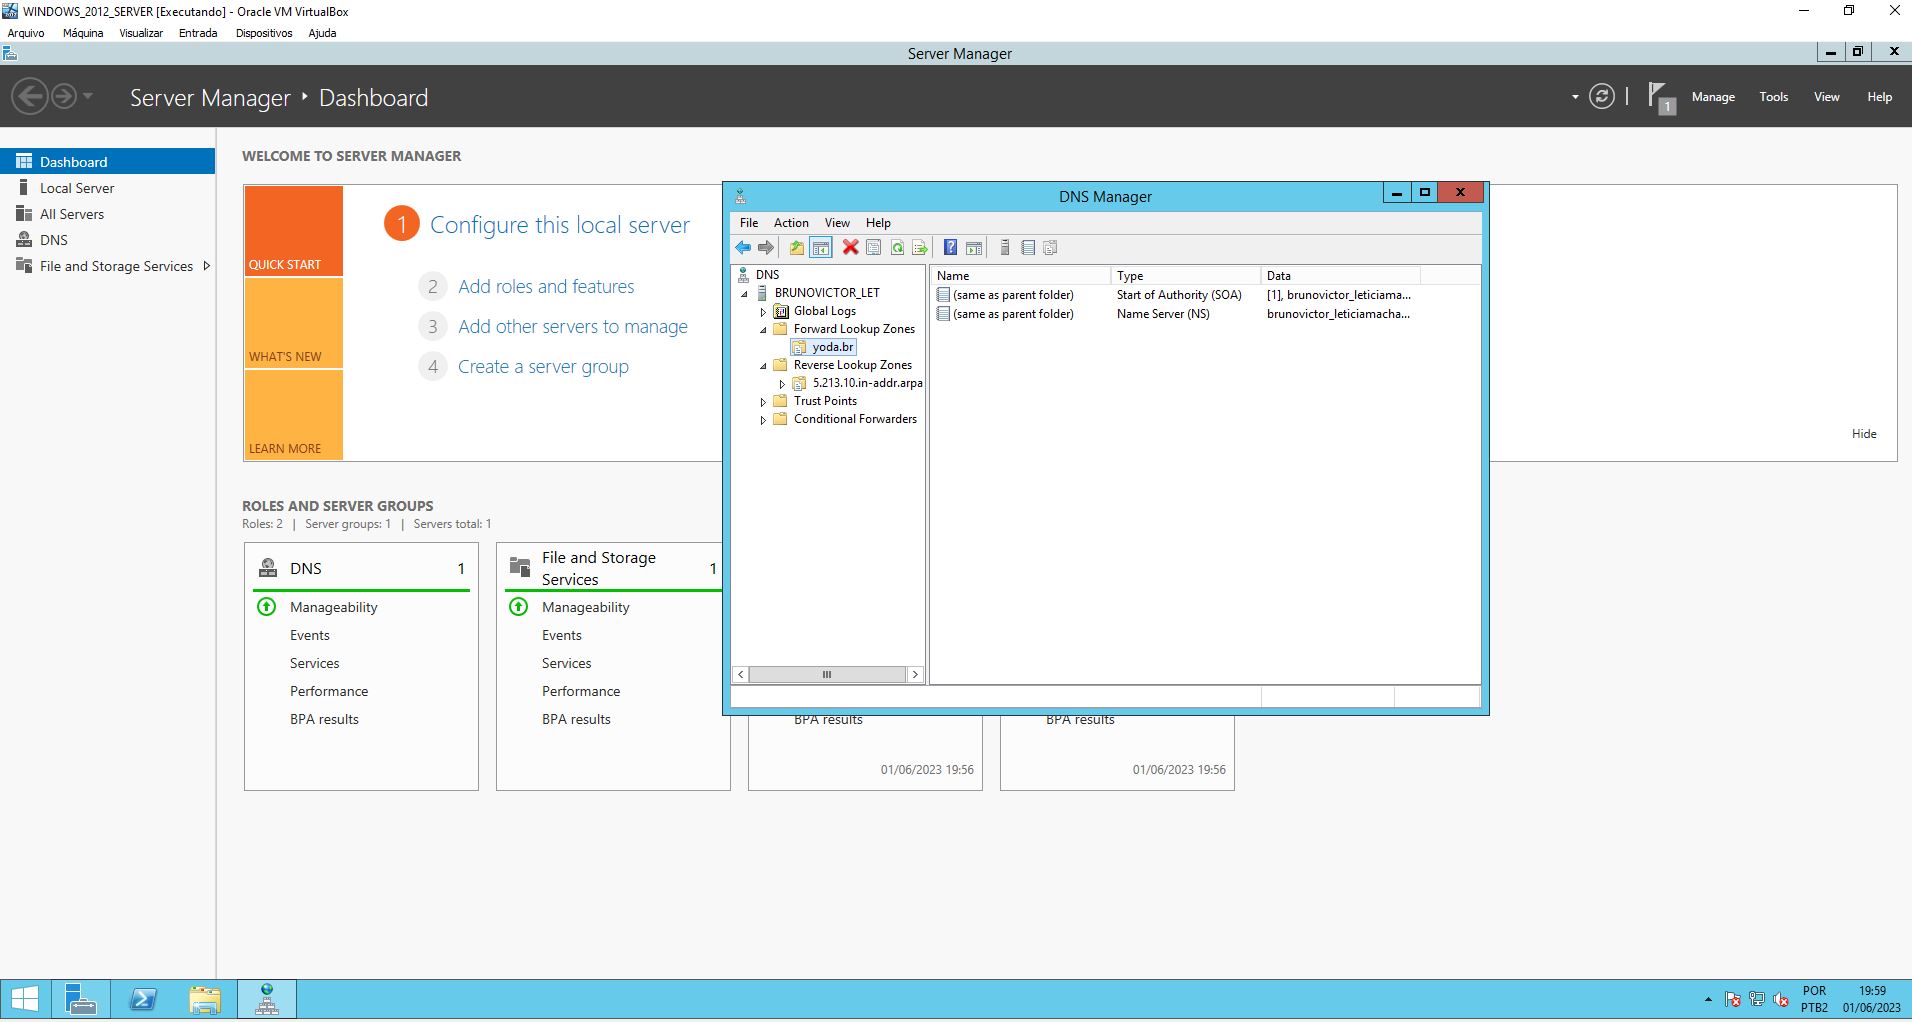 WINDOWS_2012_SERVER [Executando] - Oracle VM VirtualBox
Arquivo Máquina Visualizar Entrada Dispositivos Ajuda
Server Manager
Server Manager Dashboard
1 Manage Tools View Help
Dashboard
Local Server
All Servers
DNS
File and Storage Services
WELCOME TO SERVER MANAGER
QUICK START
WHAT'S NEW
LEARN MORE
1 Configure this local server
2 Add roles and features
3 Add other servers to manage
4 Create a server group
Hide
DNS Manager
File Action View Help
DNS
BRUNOVICTOR_LET
Global Logs
Forward Lookup Zones
yoda.br
Reverse Lookup Zones
5.213.10.in-addr.arpa
Trust Points
Conditional Forwarders
Name Type Data
(same as parent folder) Start of Authority (SOA) [1], brunovictor_leticiama...
(same as parent folder) Name Server (NS) brunovictor_leticiamacha...
ROLES AND SERVER GROUPS
Roles: 2 | Server groups: 1 | Servers total: 1
DNS 1
Manageability
Events
Services
Performance
BPA results
File and Storage
Services 1
Manageability
Events
Services
Performance
BPA results
BPA results
01/06/2023 19:56
BPA results
01/06/2023 19:56
POR
PTB2
19:59
01/06/2023